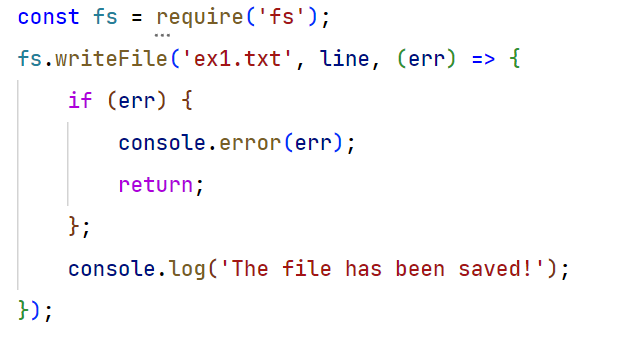 const fs = require('fs');
fs.writeFile('ex1.txt', line, (err) => {
    if (err) {
        console.error(err);
        return;
    };
    console.log('The file has been saved!');
});